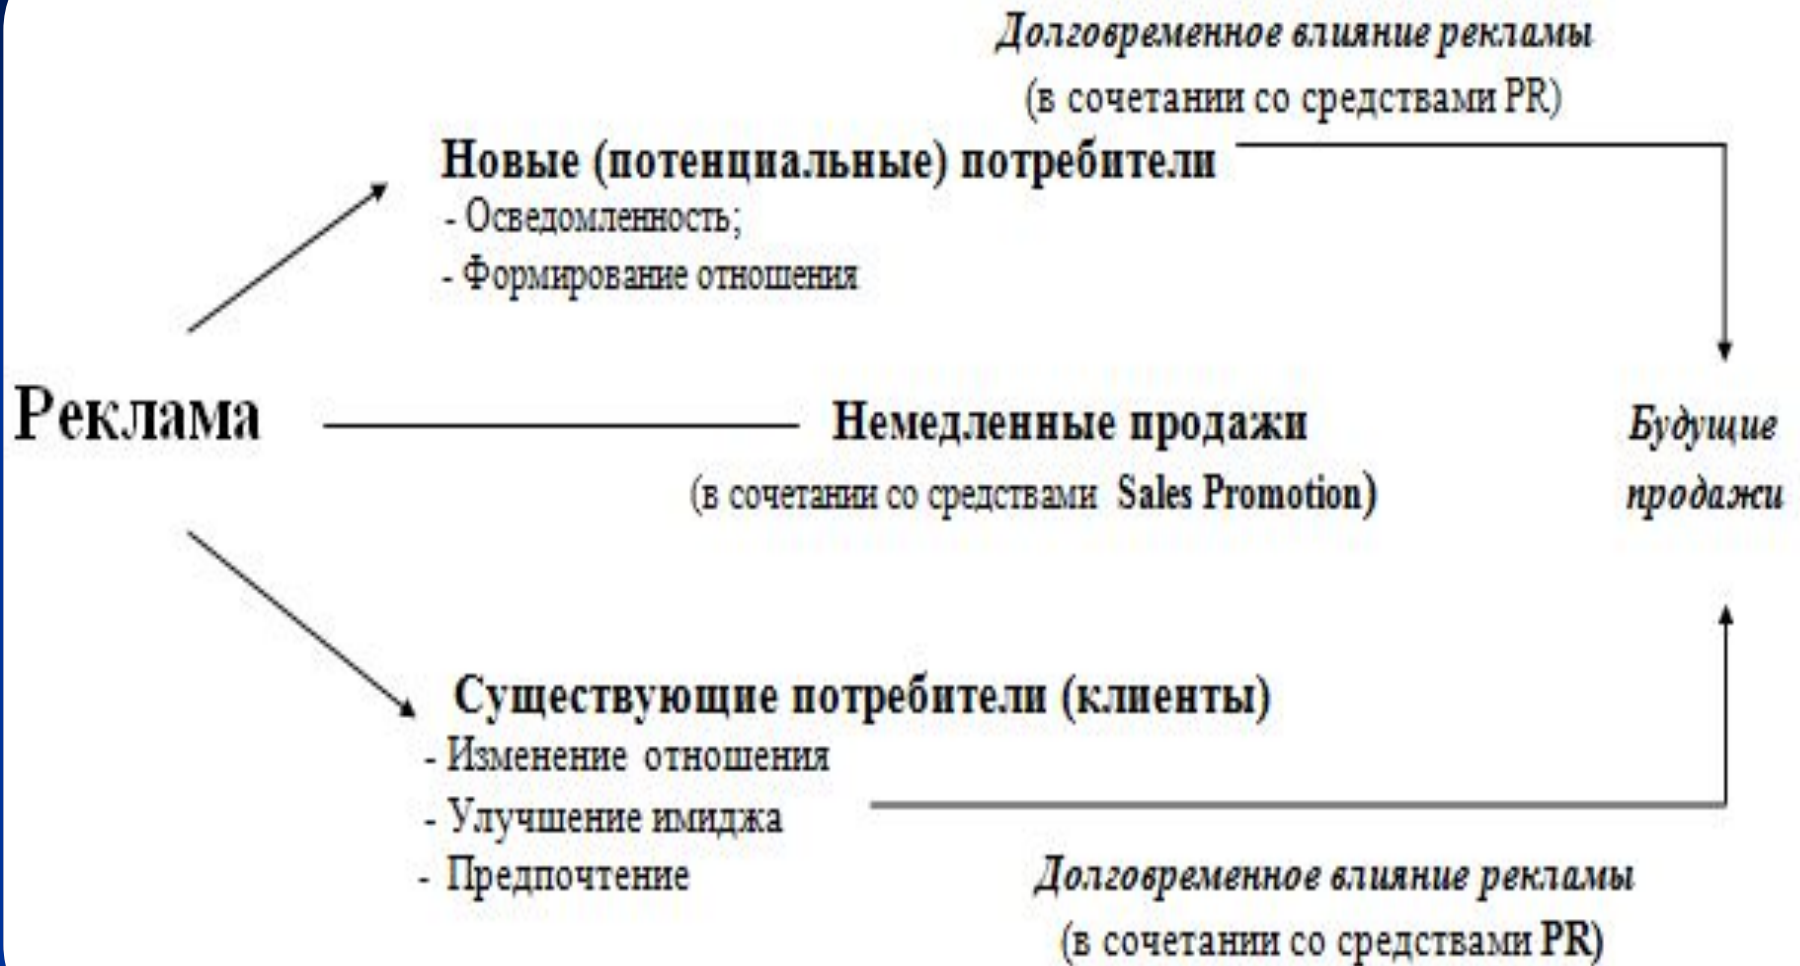 Долговременное влияние рекламы
(в сочетании со средствами PR)
Новые (потенциальные) потребители
- Осведомленность;
- Формирование отношения
Реклама
Немедленные продажи
(в сочетании со средствами Sales Promotion)
Будущие
продажи
Существующие потребители (клиенты)
- Изменение отношения
- Улучшение имиджа
- Предпочтение
Долговременное влияние рекламы
(в сочетании со средствами PR)